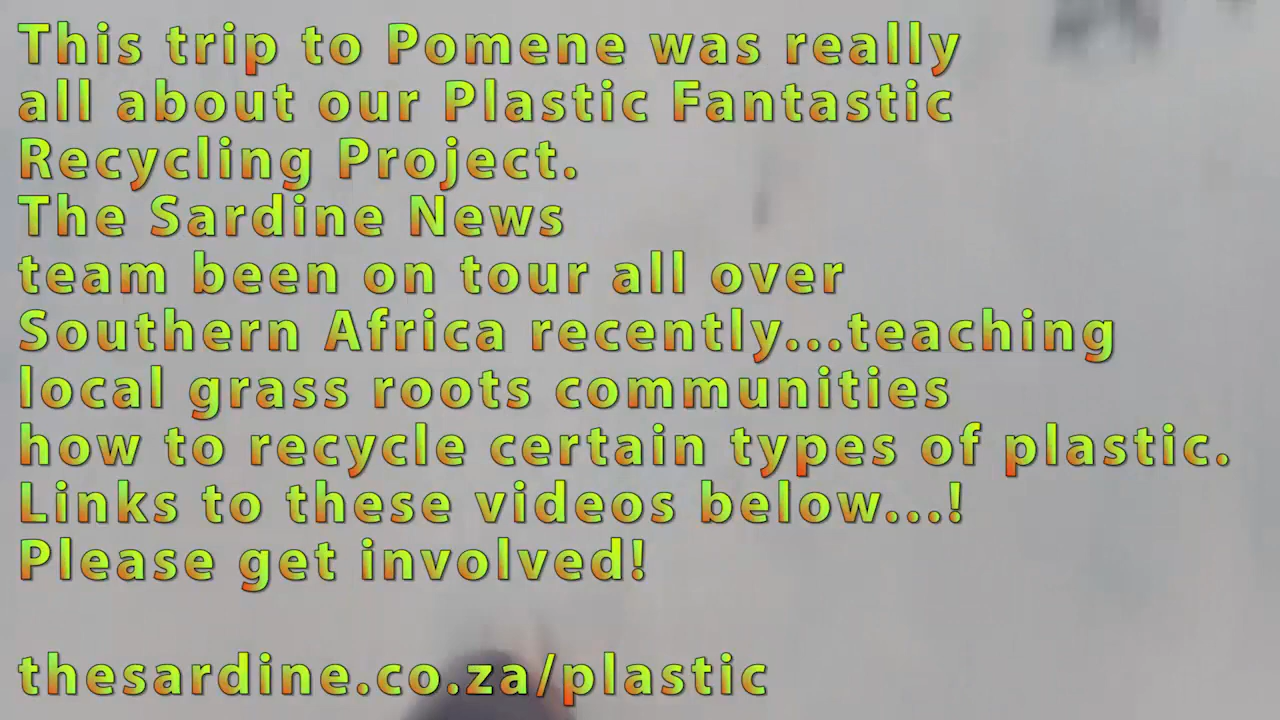 This trip to Pomene was really
all about our Plastic Fantastic
Recycling Project.
The Sardine News
team been on tour all over
Southern Africa recently...teaching
local grass roots communities
how to recycle certain types of plastic.
Links to these videos below...!
Please get involved!
thesardine.co.za/plastic